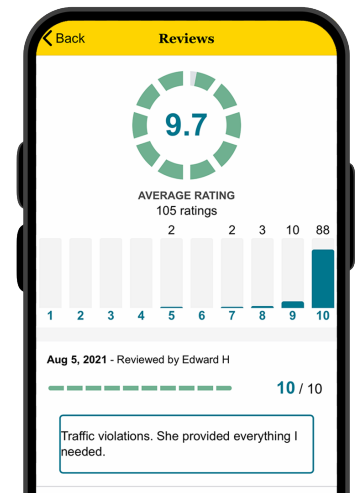 Back
Reviews
9.7
AVERAGE RATING
105 ratings
2 2 3 10 88
1 2 3 4 5 6 7 8 9 10
Aug 5, 2021 - Reviewed by Edward H
10 / 10
Traffic violations. She provided everything I
needed.